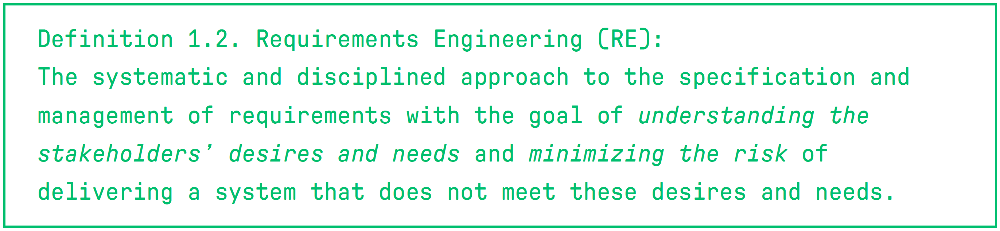 Definition 1.2. Requirements Engineering (RE):
The systematic and disciplined approach to the specification and
management of requirements with the goal of understanding the
stakeholders’ desires and needs and minimizing the risk of
delivering a system that does not meet these desires and needs.